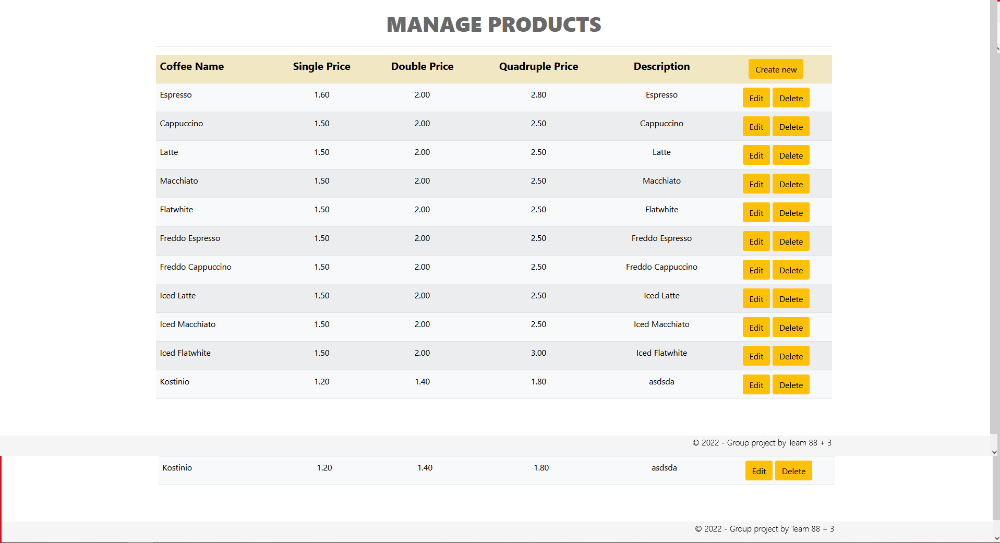 MANAGE PRODUCTS
Coffee Name Single Price Double Price Quadruple Price Description Create new
Espresso 1.60 2.00 2.80 Espresso Edit Delete
Cappuccino 1.50 2.00 2.50 Cappuccino Edit Delete
Latte 1.50 2.00 2.50 Latte Edit Delete
Macchiato 1.50 2.00 2.50 Macchiato Edit Delete
Flatwhite 1.50 2.00 2.50 Flatwhite Edit Delete
Freddo Espresso 1.50 2.00 2.50 Freddo Espresso Edit Delete
Freddo Cappuccino 1.50 2.00 2.50 Freddo Cappuccino Edit Delete
Iced Latte 1.50 2.00 2.50 Iced Latte Edit Delete
Iced Macchiato 1.50 2.00 2.50 Iced Macchiato Edit Delete
Iced Flatwhite 1.50 2.00 3.00 Iced Flatwhite Edit Delete
Kostinio 1.20 1.40 1.80 asdsda Edit Delete
© 2022 - Group project by Team 88 + 3
Kostinio 1.20 1.40 1.80 asdsda Edit Delete
© 2022 - Group project by Team 88 + 3